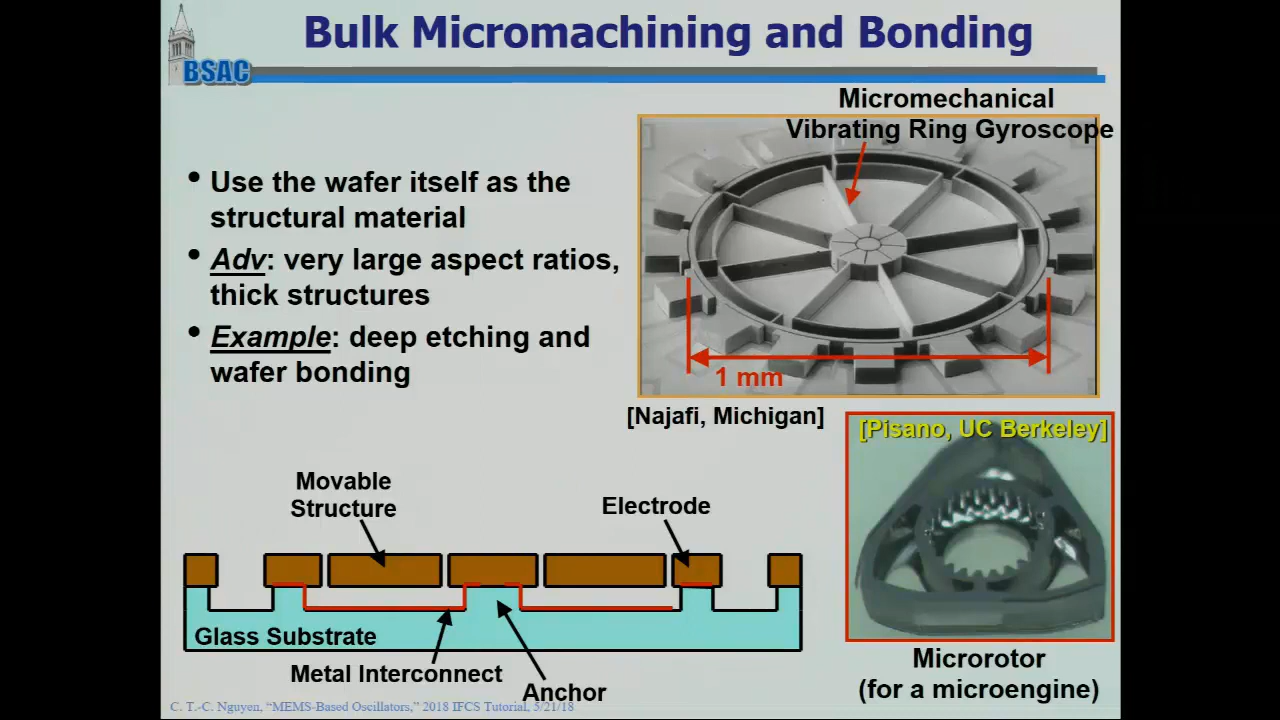 Bulk Micromachining and Bonding
BSAC
Micromechanical
Vibrating Ring Gyroscope
• Use the wafer itself as the
structural material
• Adv: very large aspect ratios,
thick structures
• Example: deep etching and
wafer bonding
1 mm
[Najafi, Michigan]
[Pisano, UC Berkeley]
Movable
Structure
Electrode
Glass Substrate
Metal Interconnect
Anchor
Microrotor
(for a microengine)
C. T.-C. Nguyen, "MEMS-Based Oscillators," 2018 IFCS Tutorial, 5/21/18